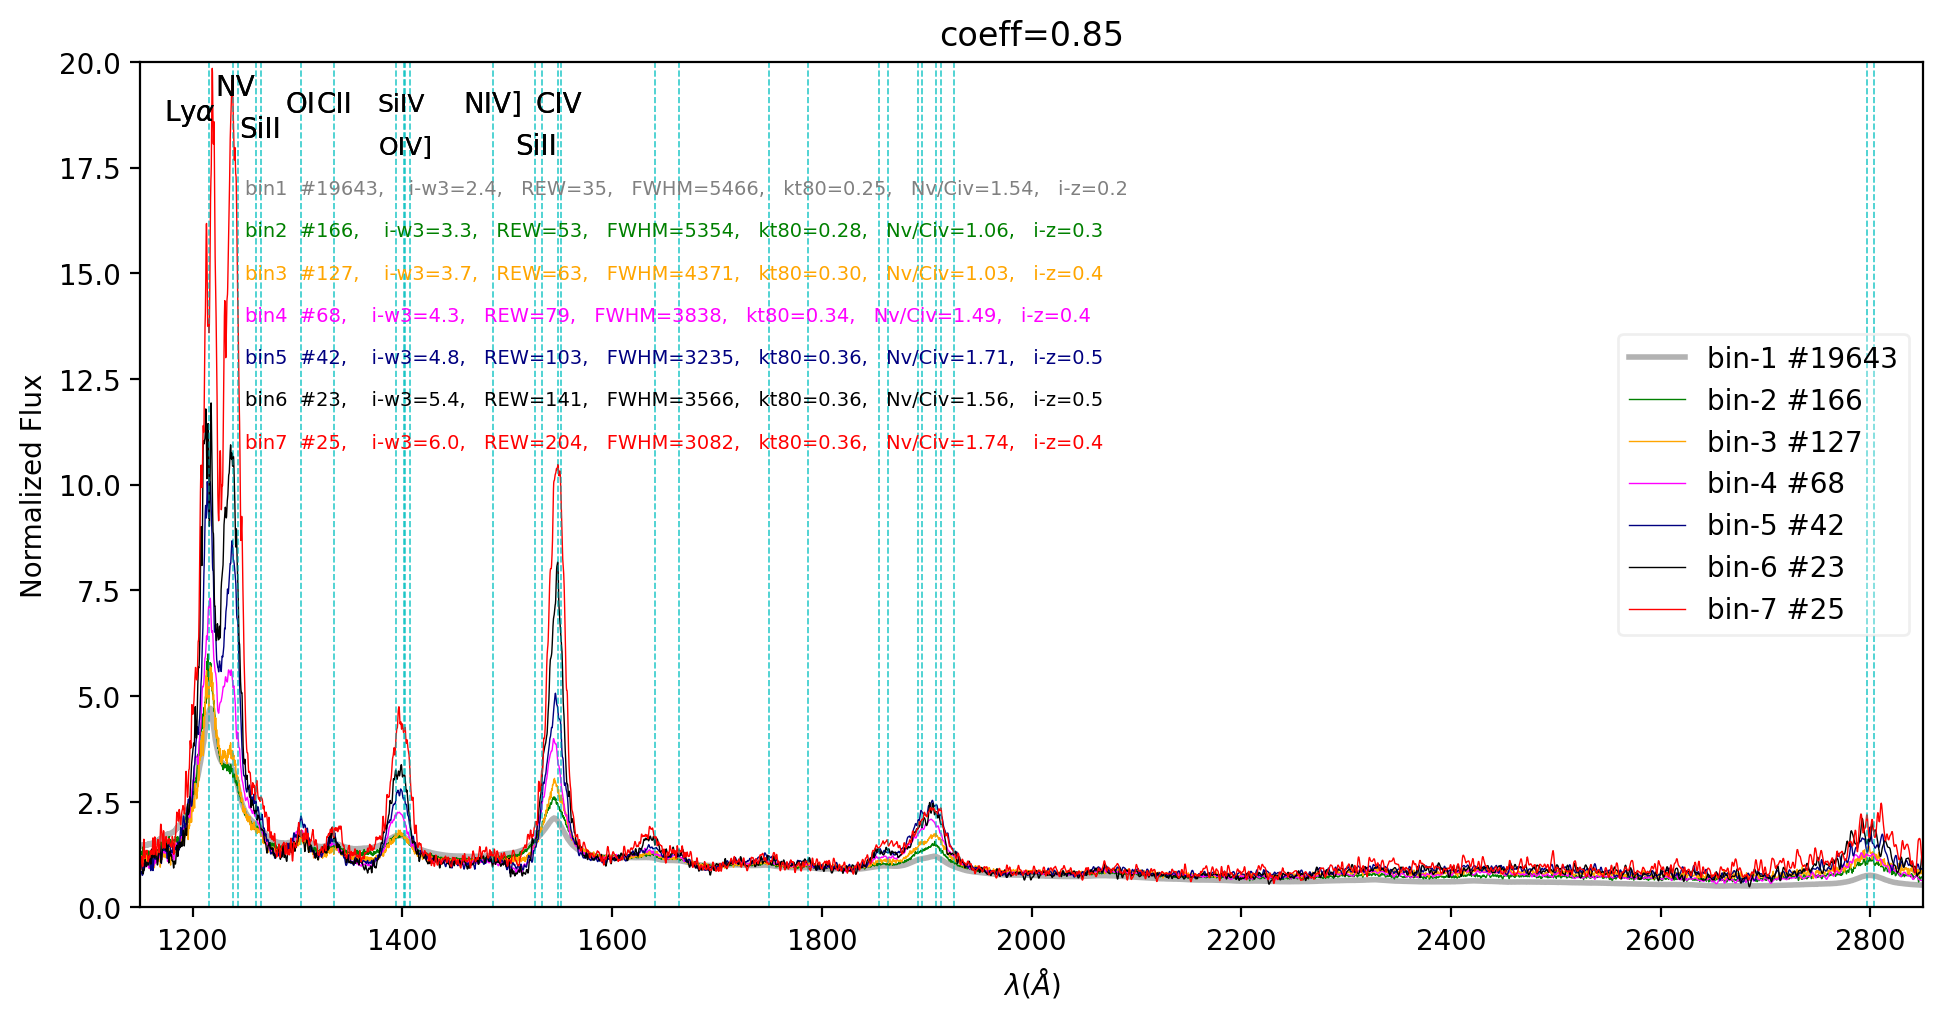 coeff=0.85
20.0
17.5
15.0
12.5
10.0
7.5
5.0
2.5
0.0
Normalized Flux
NV
Lyα
OI CII SiIV NIV] CIV
SiII
OIV] SiII
bin1 #19643, i-w3=2.4, REW=35, FWHM=5466, kt80=0.25, Nv/Civ=1.54, i-z=0.2
bin2 #166, i-w3=3.3, REW=53, FWHM=5354, kt80=0.28, Nv/Civ=1.06, i-z=0.3
bin3 #127, i-w3=3.7, REW=63, FWHM=4371, kt80=0.30, Nv/Civ=1.03, i-z=0.4
bin4 #68, i-w3=4.3, REW=79, FWHM=3838, kt80=0.34, Nv/Civ=1.49, i-z=0.4
bin5 #42, i-w3=4.8, REW=103, FWHM=3235, kt80=0.36, Nv/Civ=1.71, i-z=0.5
bin6 #23, i-w3=5.4, REW=141, FWHM=3566, kt80=0.36, Nv/Civ=1.56, i-z=0.5
bin7 #25, i-w3=6.0, REW=204, FWHM=3082, kt80=0.36, Nv/Civ=1.74, i-z=0.4
bin-1 #19643
bin-2 #166
bin-3 #127
bin-4 #68
bin-5 #42
bin-6 #23
bin-7 #25
1200 1400 1600 1800 2000 2200 2400 2600 2800
λ(Å)